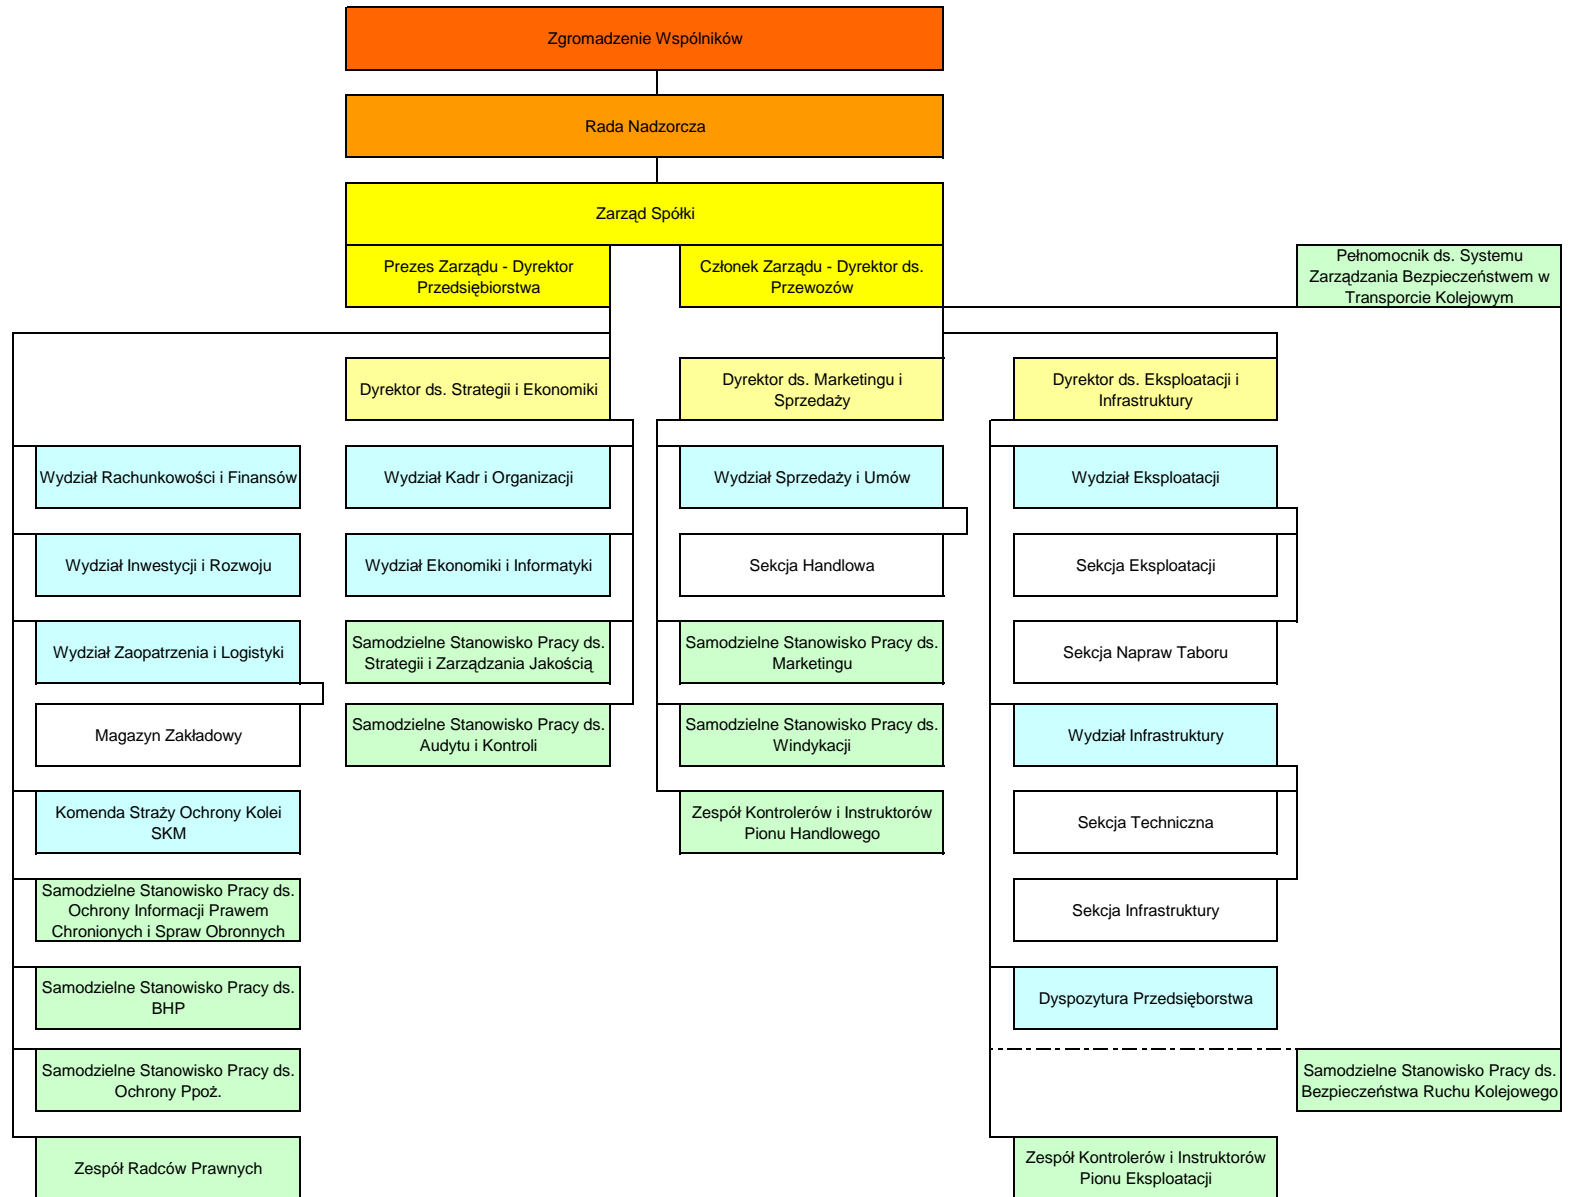 Zgromadzenie Wspólników
Rada Nadzorcza
Zarząd Spółki
Prezes Zarządu - Dyrektor
Przedsiębiorstwa
Członek Zarządu - Dyrektor ds.
Przewozów
Pełnomocnik ds. Systemu
Zarządzania Bezpieczeństwem w
Transporcie Kolejowym
Dyrektor ds. Strategii i Ekonomiki
Dyrektor ds. Marketingu i
Sprzedaży
Dyrektor ds. Eksploatacji i
Infrastruktury
Wydział Rachunkowości i Finansów
Wydział Kadr i Organizacji
Wydział Sprzedaży i Umów
Wydział Eksploatacji
Wydział Inwestycji i Rozwoju
Wydział Ekonomiki i Informatyki
Sekcja Handlowa
Sekcja Eksploatacji
Wydział Zaopatrzenia i Logistyki
Samodzielne Stanowisko Pracy ds.
Strategii i Zarządzania Jakością
Samodzielne Stanowisko Pracy ds.
Marketingu
Sekcja Napraw Taboru
Magazyn Zakładowy
Samodzielne Stanowisko Pracy ds.
Audytu i Kontroli
Samodzielne Stanowisko Pracy ds.
Windykacji
Wydział Infrastruktury
Komenda Straży Ochrony Kolei
SKM
Zespół Kontrolerów i Instruktorów
Pionu Handlowego
Sekcja Techniczna
Samodzielne Stanowisko Pracy ds.
Ochrony Informacji Prawem
Chronionych i Spraw Obronnych
Sekcja Infrastruktury
Samodzielne Stanowisko Pracy ds.
BHP
Dyspozytura Przedsięborstwa
Samodzielne Stanowisko Pracy ds.
Ochrony Ppoż.
Samodzielne Stanowisko Pracy ds.
Bezpieczeństwa Ruchu Kolejowego
Zespół Radców Prawnych
Zespół Kontrolerów i Instruktorów
Pionu Eksploatacji